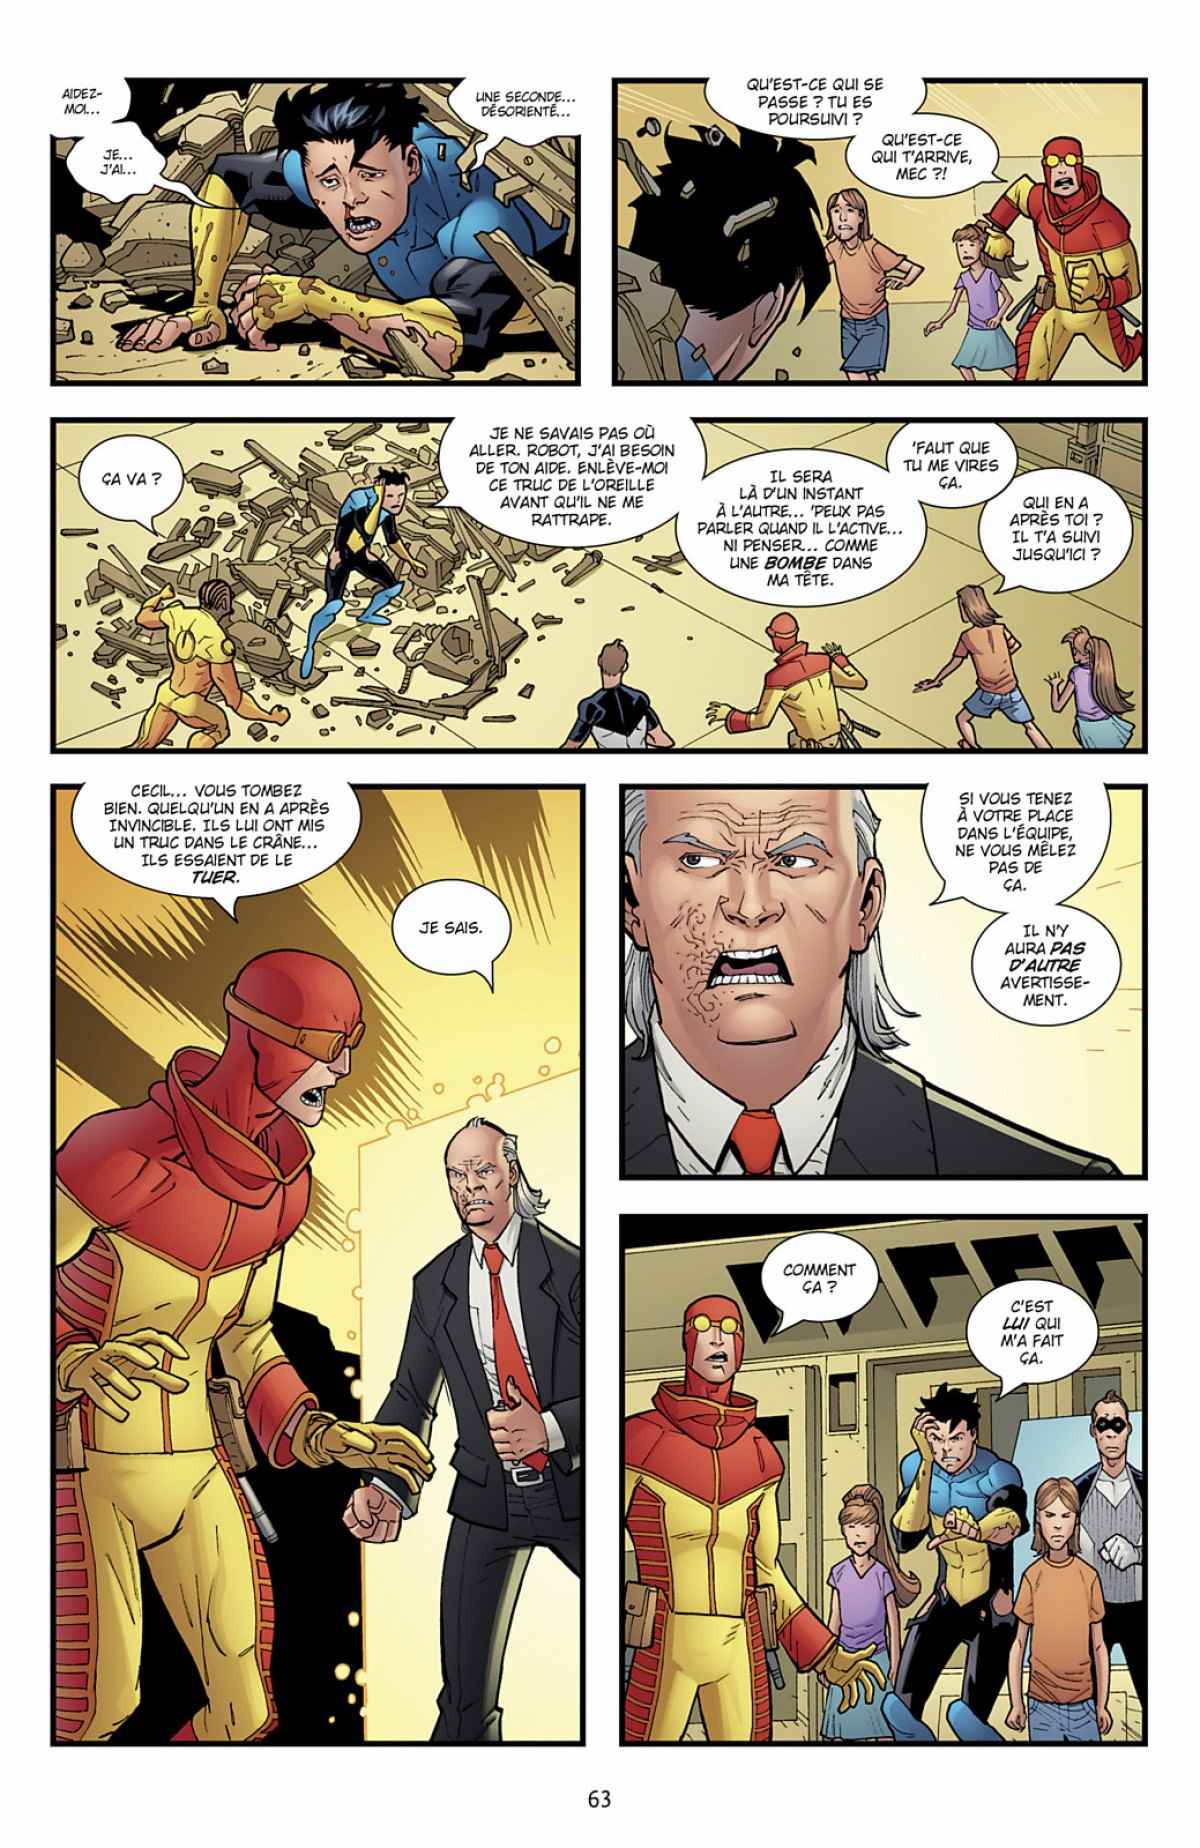 AIDEZ-
MOI...
JE...
J'AI...
UNE SECONDE...
DÉSORIENTÉ...
QU'EST-CE QUI SE
PASSE ? TU ES
POURSUIVI ?
QU'EST-CE
QUI T'ARRIVE,
MEC ?!
ÇA VA ?
JE NE SAVAIS PAS OÙ
ALLER. ROBOT, J'AI BESOIN
DE TON AIDE. ENLÈVE-MOI
CE TRUC DE L'OREILLE
AVANT QU'IL NE ME
RATTRAPE.
IL SERA
LÀ D'UN INSTANT
À L'AUTRE... 'PEUX PAS
PARLER QUAND IL L'ACTIVE...
NI PENSER... COMME
UNE BOMBE DANS
MA TÊTE.
'FAUT QUE
TU ME VIRES
ÇA.
QUI EN A
APRÈS TOI ?
IL T'A SUIVI
JUSQU'ICI ?
CECIL... VOUS TOMBEZ
BIEN. QUELQU'UN EN A APRÈS
INVINCIBLE. ILS LUI ONT MIS
UN TRUC DANS LE CRÂNE...
ILS ESSAIENT DE LE
TUER.
JE SAIS.
SI VOUS TENEZ
À VOTRE PLACE
DANS L'ÉQUIPE,
NE VOUS MÊLEZ
PAS DE
ÇA.
IL N'Y
AURA PAS
D'AUTRE
AVERTISSE-
MENT.
COMMENT
ÇA ?
C'EST
LUI QUI
M'A FAIT
ÇA.
63